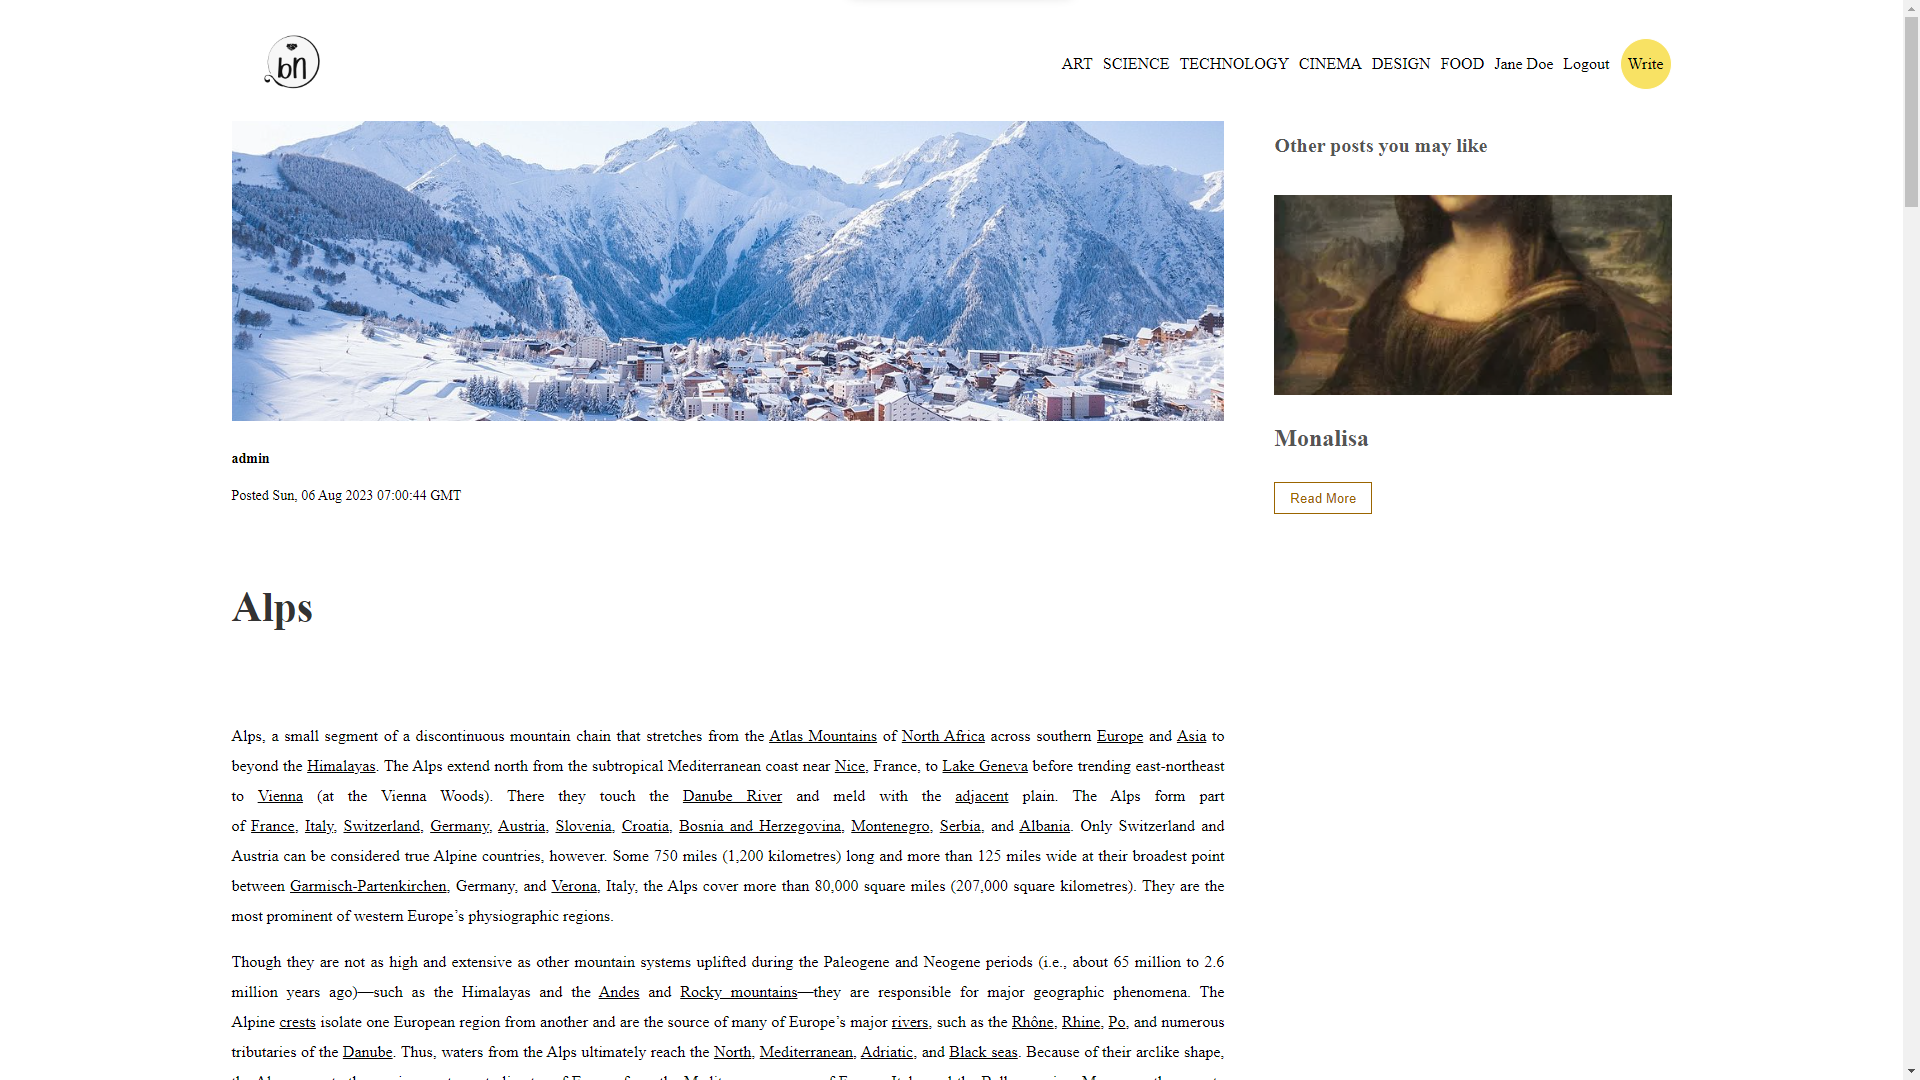 bn
ART SCIENCE TECHNOLOGY CINEMA DESIGN FOOD Jane Doe Logout Write
admin
Posted Sun, 06 Aug 2023 07:00:44 GMT
Alps
Alps, a small segment of a discontinuous mountain chain that stretches from the Atlas Mountains of North Africa across southern Europe and Asia to
beyond the Himalayas. The Alps extend north from the subtropical Mediterranean coast near Nice, France, to Lake Geneva before trending east-northeast
to Vienna (at the Vienna Woods). There they touch the Danube River and meld with the adjacent plain. The Alps form part
of France, Italy, Switzerland, Germany, Austria, Slovenia, Croatia, Bosnia and Herzegovina, Montenegro, Serbia, and Albania. Only Switzerland and
Austria can be considered true Alpine countries, however. Some 750 miles (1,200 kilometres) long and more than 125 miles wide at their broadest point
between Garmisch-Partenkirchen, Germany, and Verona, Italy, the Alps cover more than 80,000 square miles (207,000 square kilometres). They are the
most prominent of western Europe’s physiographic regions.
Though they are not as high and extensive as other mountain systems uplifted during the Paleogene and Neogene periods (i.e., about 65 million to 2.6
million years ago)—such as the Himalayas and the Andes and Rocky mountains—they are responsible for major geographic phenomena. The
Alpine crests isolate one European region from another and are the source of many of Europe’s major rivers, such as the Rhône, Rhine, Po, and numerous
tributaries of the Danube. Thus, waters from the Alps ultimately reach the North, Mediterranean, Adriatic, and Black seas. Because of their arclike shape,
Other posts you may like
Monalisa
Read More